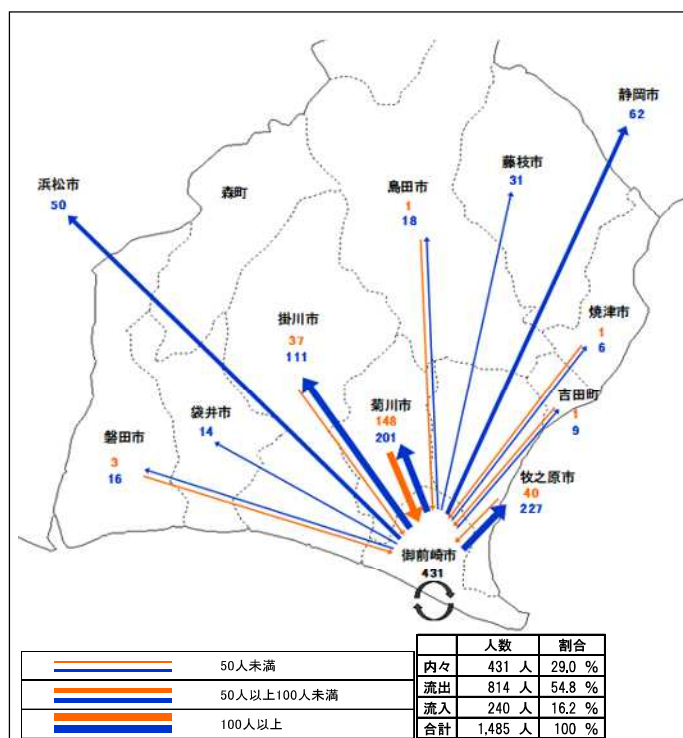 静岡市
62
藤枝市
31
島田市
1
18
浜松市
50
森町
焼津市
1
6
掛川市
37
111
吉田町
1
9
菊川市
148
201
袋井市
14
磐田市
3
16
牧之原市
40
227
御前崎市
431
50人未満
50人以上100人未満
100人以上
人数 割合
内々 431 人 29.0 %
流出 814 人 54.8 %
流入 240 人 16.2 %
合計 1,485 人 100 %